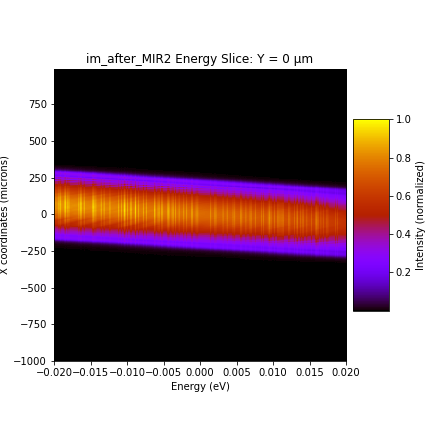 im_after_MIR2 Energy Slice: Y = 0 μm
X coordinates (microns)
750
500
250
0
−250
−500
−750
−1000
−0.020 −0.015 −0.010 −0.005 0.000 0.005 0.010 0.015 0.020
Energy (eV)
1.0
0.8
0.6
0.4
0.2
Intensity (normalized)